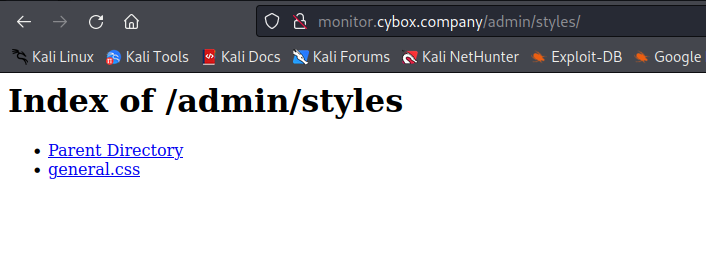 monitor.cybox.company/admin/styles/
Kali Linux Kali Tools Kali Docs Kali Forums Kali NetHunter Exploit-DB Google
Index of /admin/styles
Parent Directory
general.css